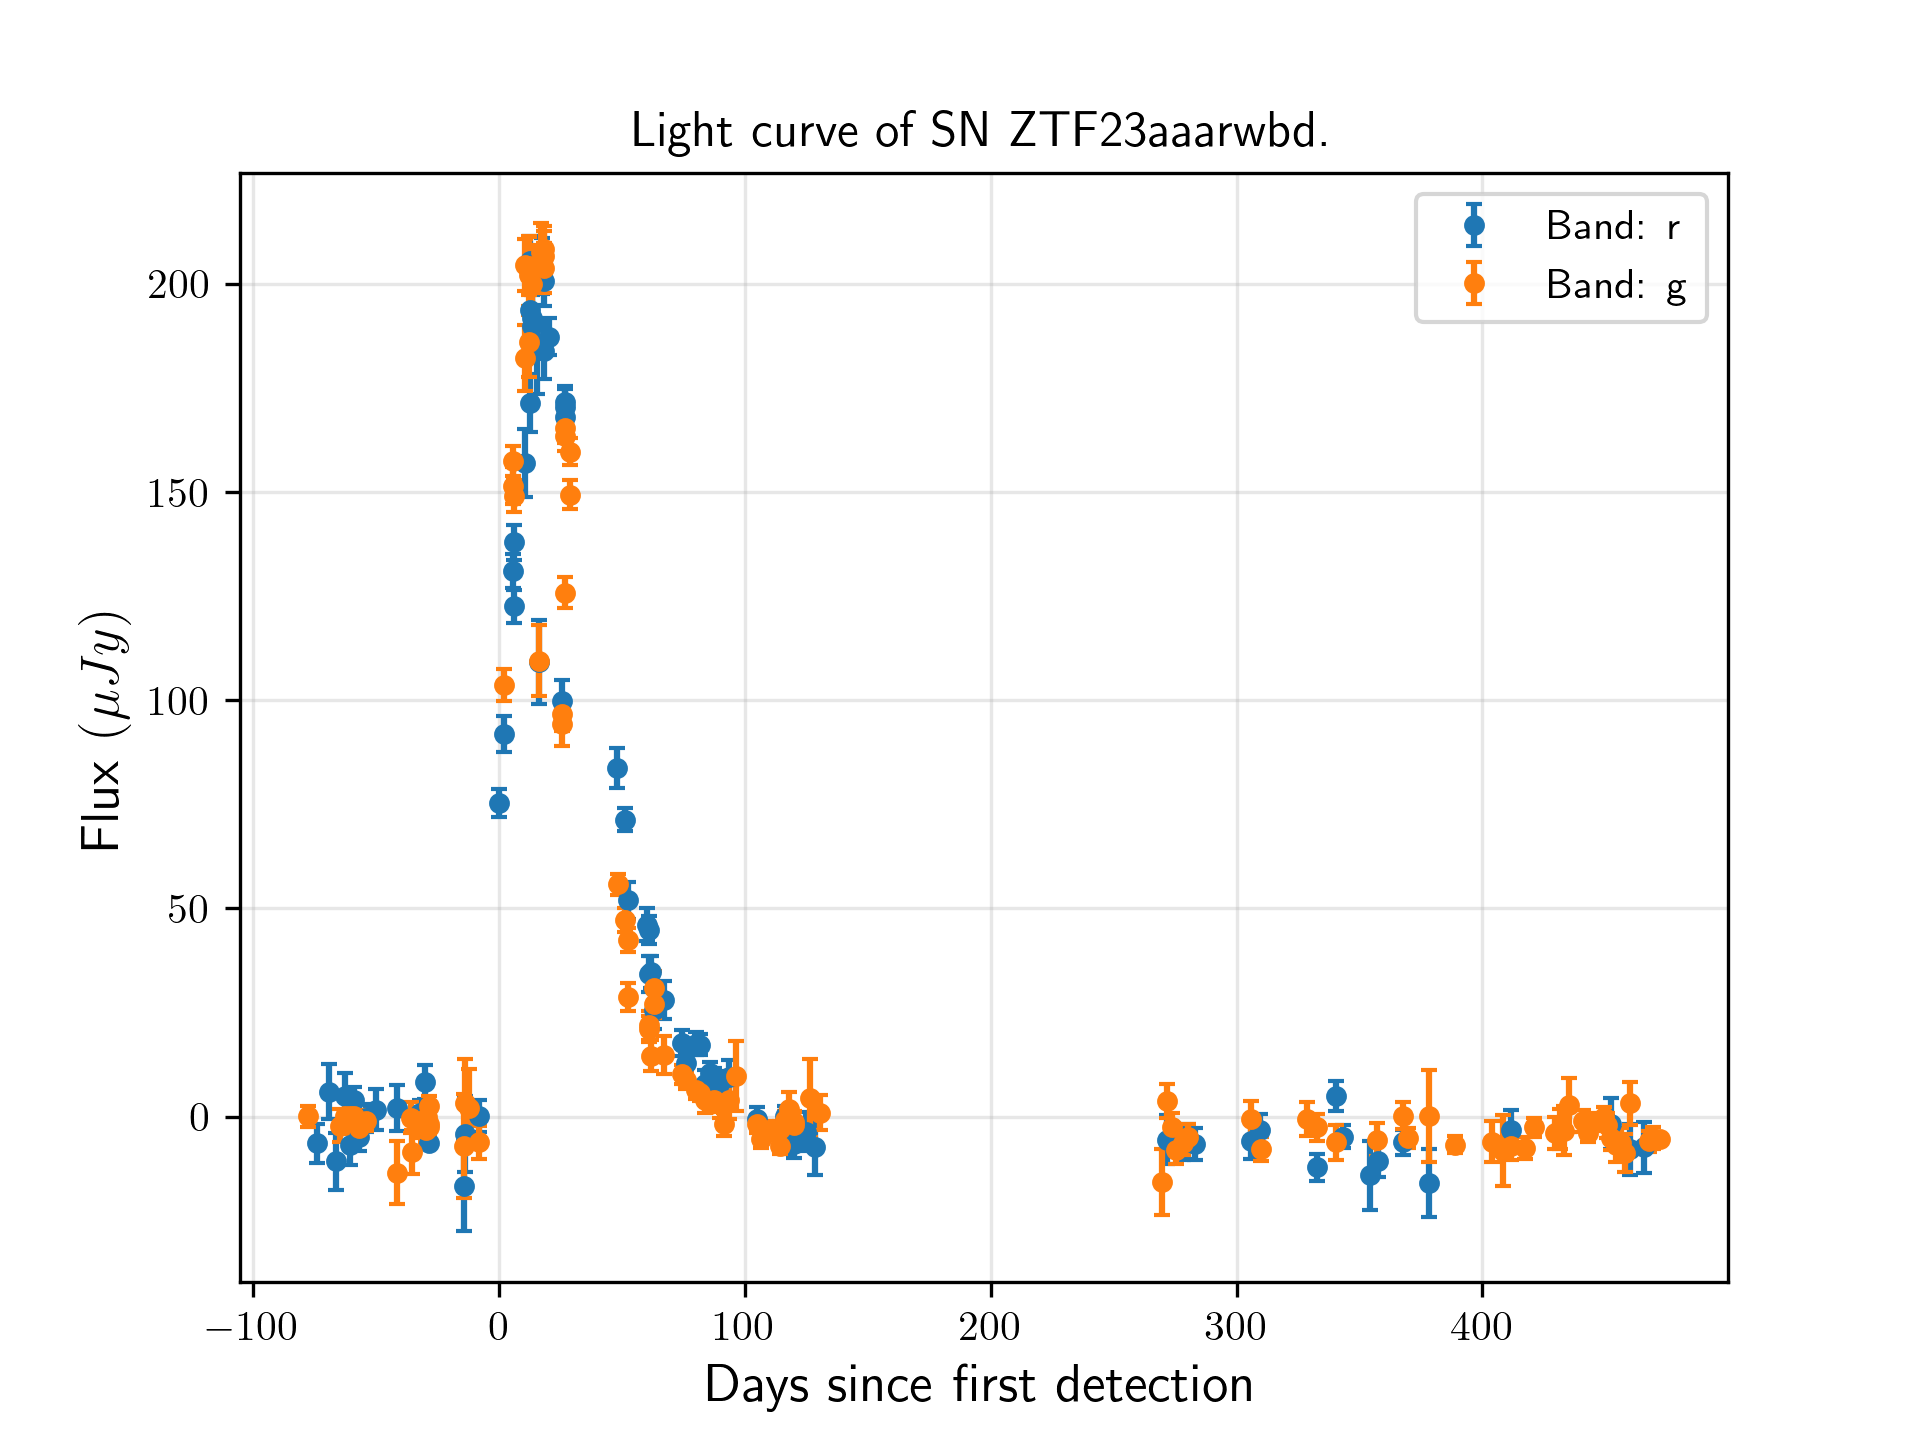 Light curve of SN ZTF23aaarwbd.
Band: r
Band: g
Flux (μJy)
200
150
100
50
0
−100
0
100
200
300
400
Days since first detection